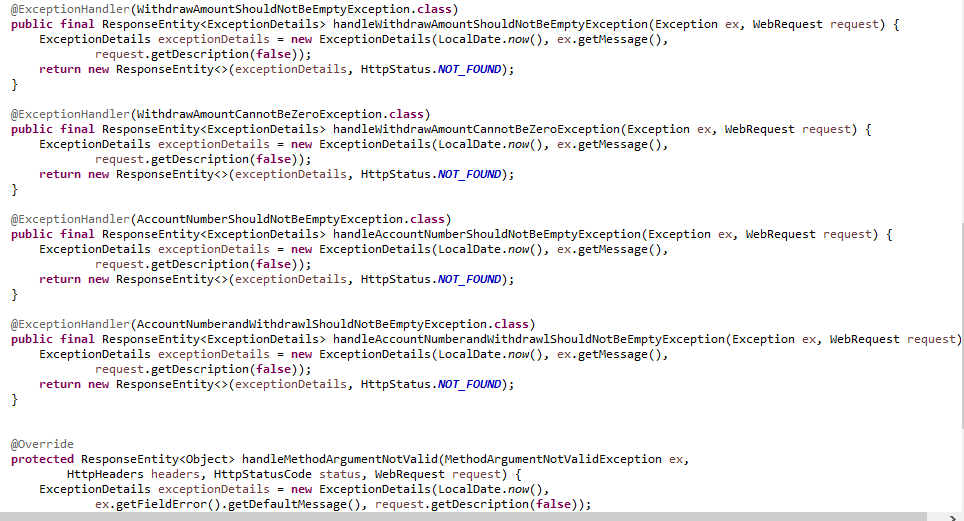 @ExceptionHandler(WithdrawAmountShouldNotBeEmptyException.class)
public final ResponseEntity<ExceptionDetails> handleWithdrawAmountShouldNotBeEmptyException(Exception ex, WebRequest request) {
    ExceptionDetails exceptionDetails = new ExceptionDetails(LocalDate.now(), ex.getMessage(),
            request.getDescription(false));
    return new ResponseEntity<>(exceptionDetails, HttpStatus.NOT_FOUND);
}

@ExceptionHandler(WithdrawAmountCannotBeZeroException.class)
public final ResponseEntity<ExceptionDetails> handleWithdrawAmountCannotBeZeroException(Exception ex, WebRequest request) {
    ExceptionDetails exceptionDetails = new ExceptionDetails(LocalDate.now(), ex.getMessage(),
            request.getDescription(false));
    return new ResponseEntity<>(exceptionDetails, HttpStatus.NOT_FOUND);
}

@ExceptionHandler(AccountNumberShouldNotBeEmptyException.class)
public final ResponseEntity<ExceptionDetails> handleAccountNumberShouldNotBeEmptyException(Exception ex, WebRequest request) {
    ExceptionDetails exceptionDetails = new ExceptionDetails(LocalDate.now(), ex.getMessage(),
            request.getDescription(false));
    return new ResponseEntity<>(exceptionDetails, HttpStatus.NOT_FOUND);
}

@ExceptionHandler(AccountNumberandWithdrawlShouldNotBeEmptyException.class)
public final ResponseEntity<ExceptionDetails> handleAccountNumberandWithdrawlShouldNotBeEmptyException(Exception ex, WebRequest request)
    ExceptionDetails exceptionDetails = new ExceptionDetails(LocalDate.now(), ex.getMessage(),
            request.getDescription(false));
    return new ResponseEntity<>(exceptionDetails, HttpStatus.NOT_FOUND);
}

@Override
protected ResponseEntity<Object> handleMethodArgumentNotValid(MethodArgumentNotValidException ex,
        HttpHeaders headers, HttpStatusCode status, WebRequest request) {
    ExceptionDetails exceptionDetails = new ExceptionDetails(LocalDate.now(),
            ex.getFieldError().getDefaultMessage(), request.getDescription(false));